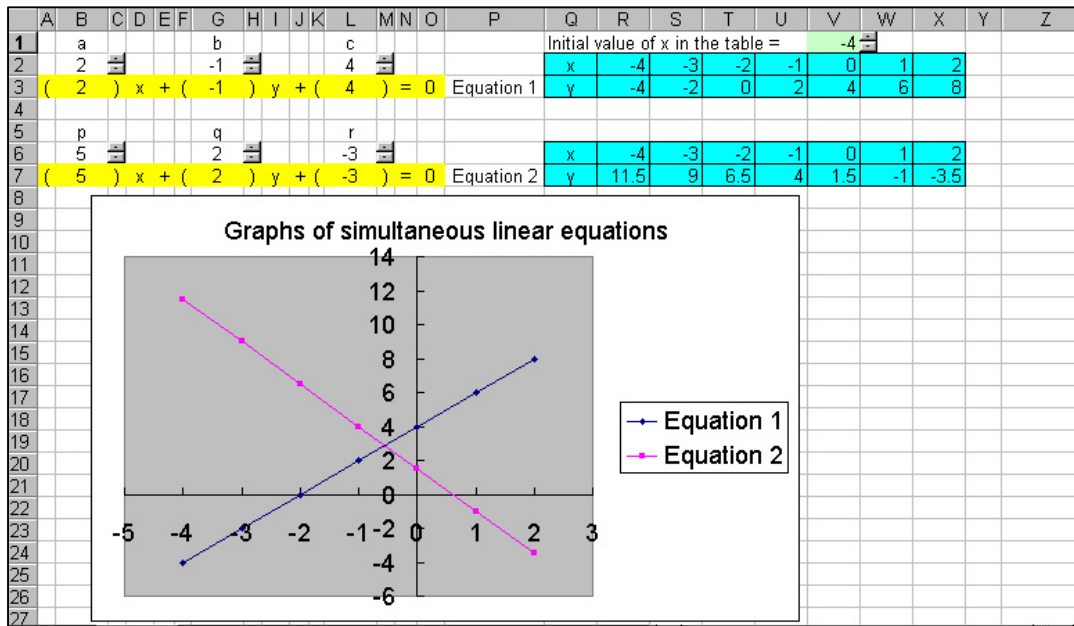 A B C D E F G H I J K L M N O P Q R S T U V W X Y Z
1 a b c Initial value of x in the table = -4
2 2 -1 4 x -4 -3 -2 -1 0 1 2
3 ( 2 ) x + ( -1 ) y + ( 4 ) = 0 Equation 1 y -4 -2 0 2 4 6 8
4
5 p q r
6 5 2 -3 x -4 -3 -2 -1 0 1 2
7 ( 5 ) x + ( 2 ) y + ( -3 ) = 0 Equation 2 y 11.5 9 6.5 4 1.5 -1 -3.5
8
9
10
11
12
13
14
15
16
17
18
19
20
21
22
23
24
25
26
27
Graphs of simultaneous linear equations
14
12
10
8
6
4
2
0
-5 -4 -3 -2 -1 0 1 2 3
-2
-4
-6
Equation 1
Equation 2